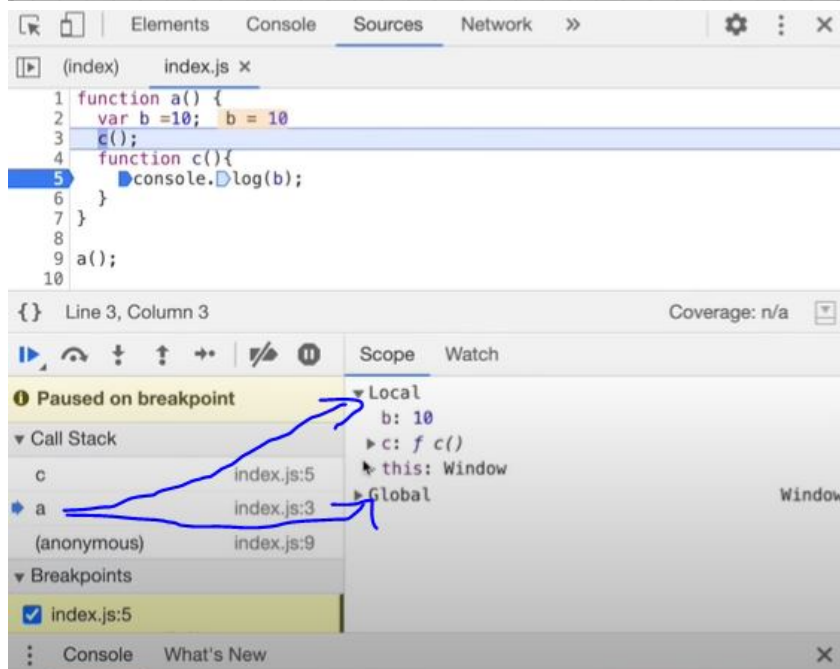 Elements Console Sources Network »
(index) index.js ×
1 function a() {
2 var b =10; b = 10
3 c();
4 function c(){
5 console.log(b);
6 }
7 }
8
9 a();
10
{} Line 3, Column 3 Coverage: n/a
Scope Watch
Paused on breakpoint
Call Stack
c index.js:5
a index.js:3
(anonymous) index.js:9
Breakpoints
index.js:5
Local
b: 10
c: ƒ c()
this: Window
Global Window
Console What's New